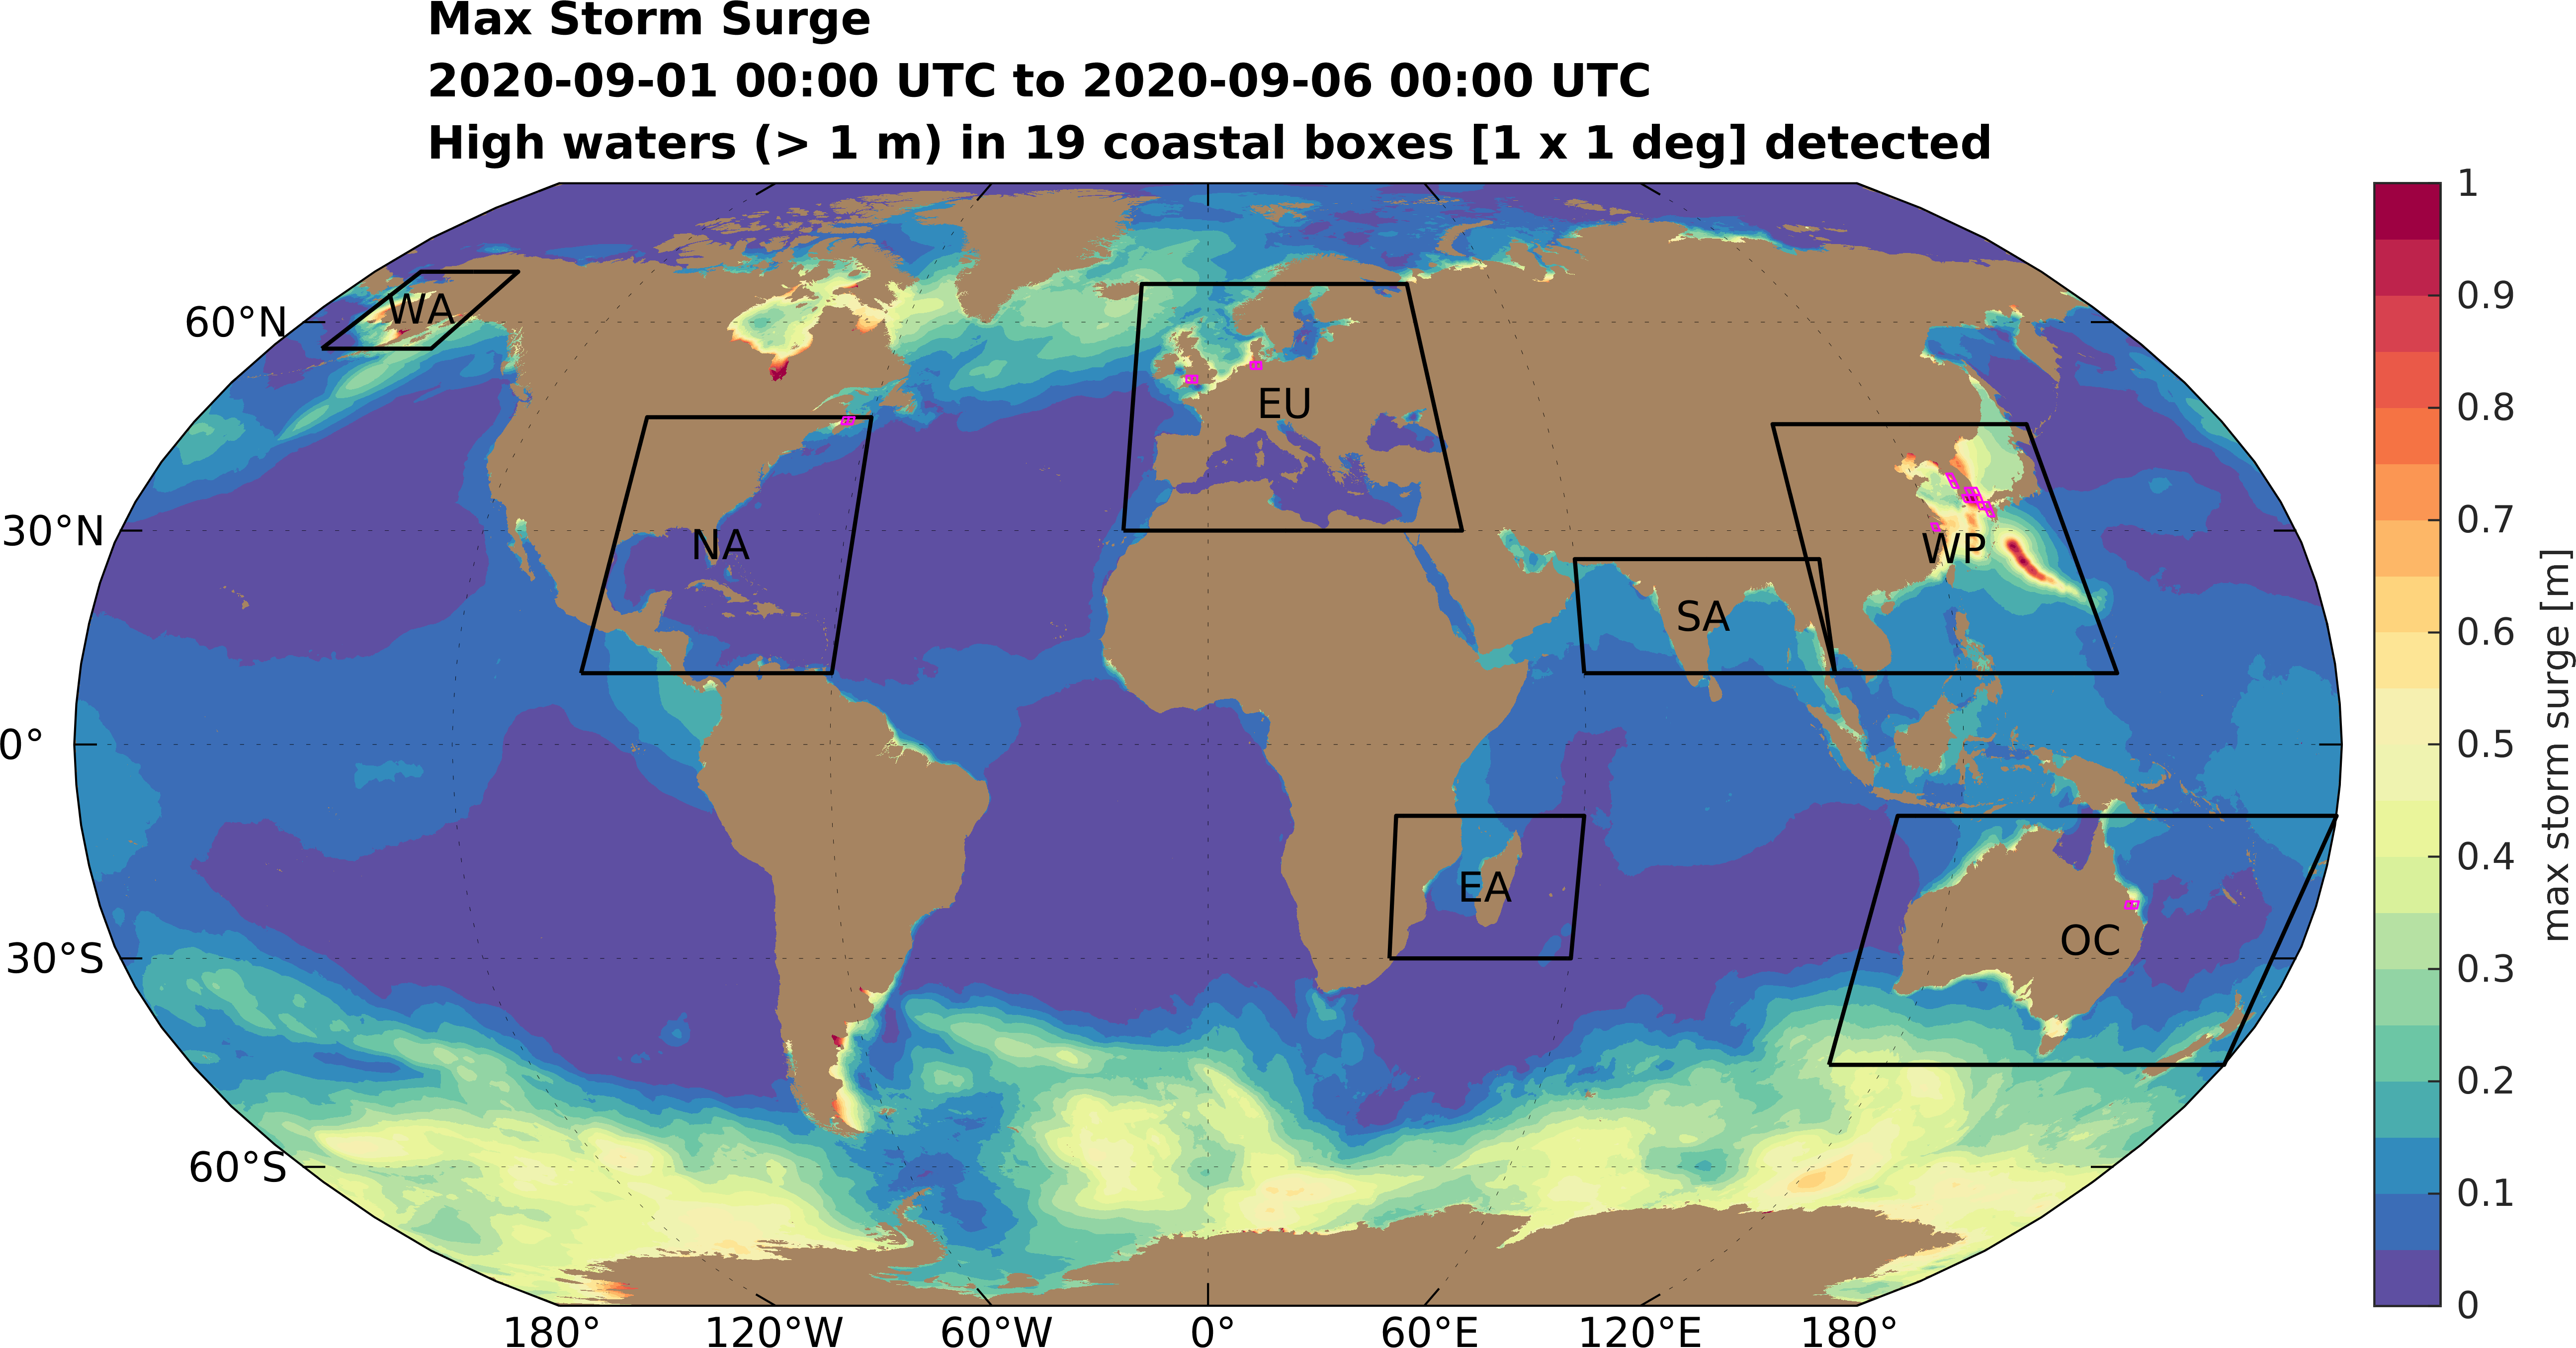 Max Storm Surge
2020-09-01 00:00 UTC to 2020-09-06 00:00 UTC
High waters (> 1 m) in 19 coastal boxes [1 x 1 deg] detected
60°N
30°N
0°
30°S
60°S
WA
NA
EU
SA
WP
EA
OC
180°
120°W
60°W
0°
60°E
120°E
180°
1
0.9
0.8
0.7
0.6
0.5
0.4
0.3
0.2
0.1
0
max storm surge [m]